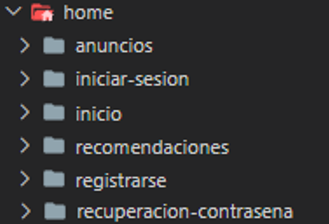 home
anuncios
iniciar-sesion
inicio
recomendaciones
registrarse
recuperacion-contrasena